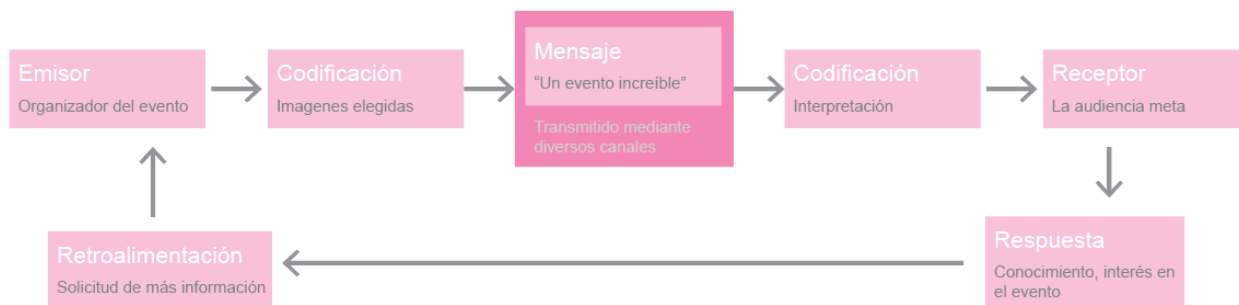 Emisor
Organizador del evento
Codificación
Imagenes elegidas
Mensaje
“Un evento increíble”
Transmitido mediante
diversos canales
Codificación
Interpretación
Receptor
La audiencia meta
Respuesta
Conocimiento, interés en
el evento
Retroalimentación
Solicitud de más información